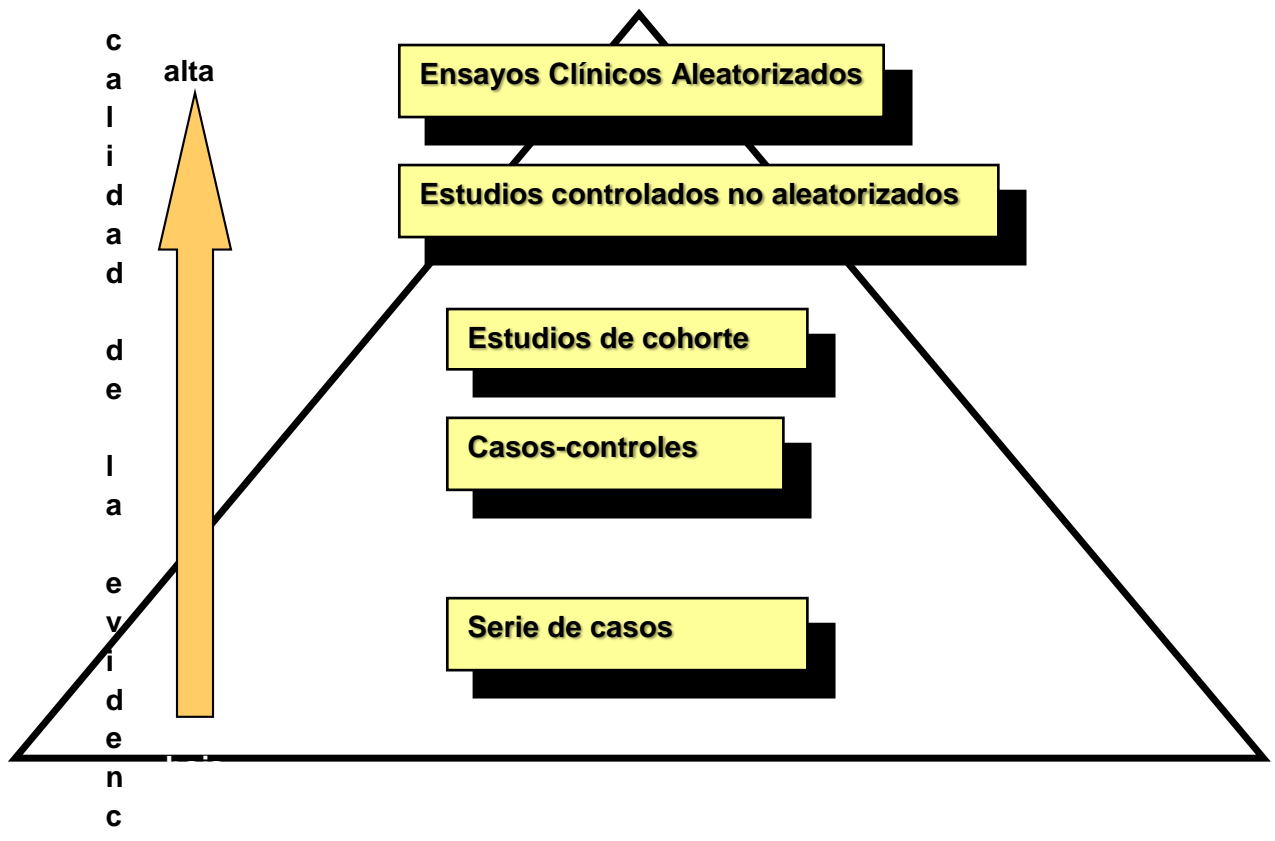 calidad de la evidenc
alta
Ensayos Clínicos Aleatorizados
Estudios controlados no aleatorizados
Estudios de cohorte
Casos-controles
Serie de casos